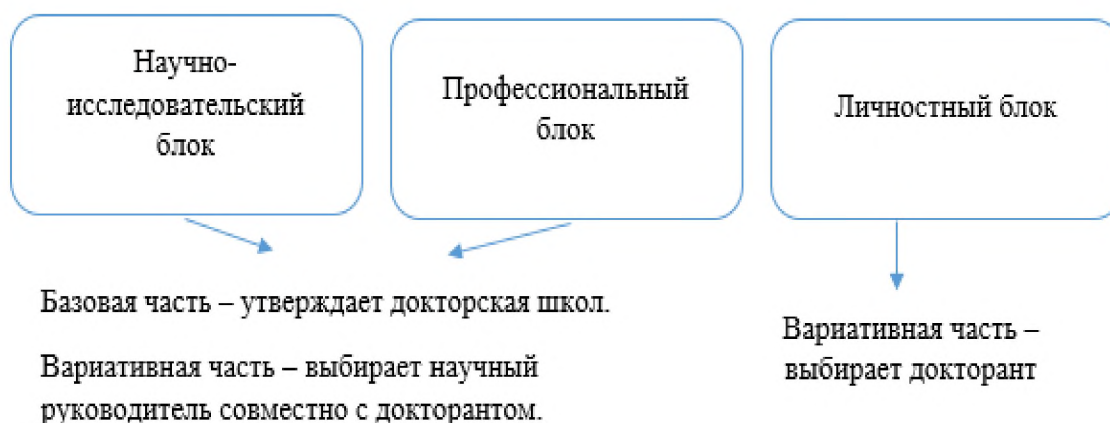 Научно-
исследовательский
блок
Профессиональный
блок
Личностный блок
Базовая часть – утверждает докторская школ.
Вариативная часть – выбирает научный
руководитель совместно с докторантом.
Вариативная часть –
выбирает докторант